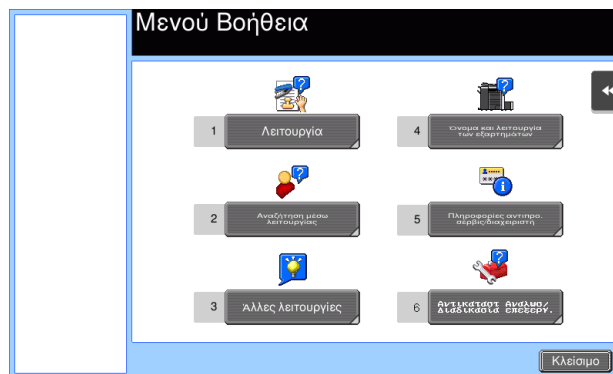 Μενού Βοήθεια
1 Λειτουργία
4 Όνομα και λειτουργία
των εξαρτημάτων
2 Αναζήτηση μέσω
λειτουργίας
5 Πληροφορίες αντιπρο.
σέρβις/διαχειριστή
3 Άλλες λειτουργίες
6 Αντικαταστ Αναλωσ/
Διαδικασία επεξεργ.
Κλείσιμο